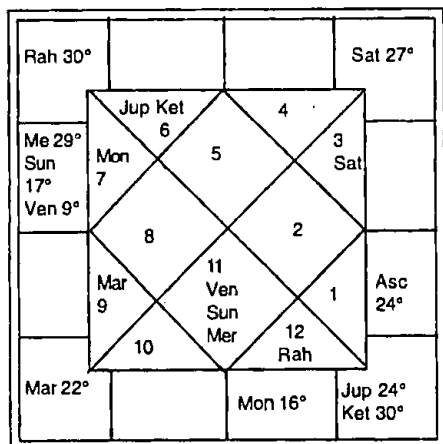 Rah 30°
Sat 27°
Jup Ket
6
4
Me 29°
Sun
17°
Ven 9°
Mon
7
5
3
Sat
8
2
11
Ven
Sun
Mer
Mar
9
1
Asc
24°
10
12
Rah
Mar 22°
Mon 16°
Jup 24°
Ket 30°